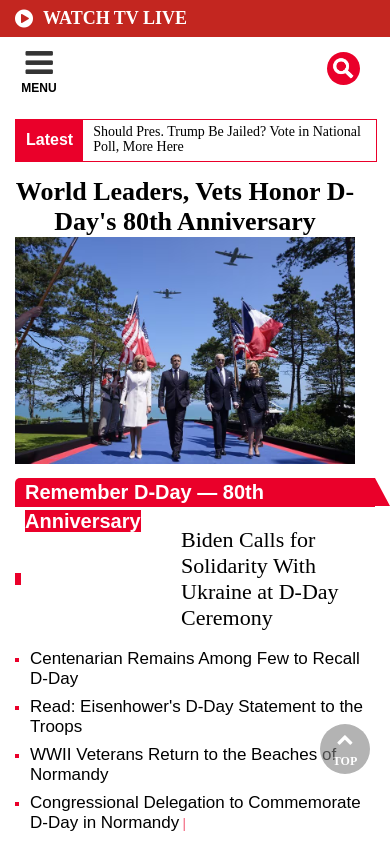 WATCH TV LIVE
MENU
Latest
Should Pres. Trump Be Jailed? Vote in National
Poll, More Here
World Leaders, Vets Honor D-
Day's 80th Anniversary
Remember D-Day — 80th
Anniversary
Biden Calls for
Solidarity With
Ukraine at D-Day
Ceremony
Centenarian Remains Among Few to Recall
D-Day
Read: Eisenhower's D-Day Statement to the
Troops
WWII Veterans Return to the Beaches of
Normandy
TOP
Congressional Delegation to Commemorate
D-Day in Normandy |